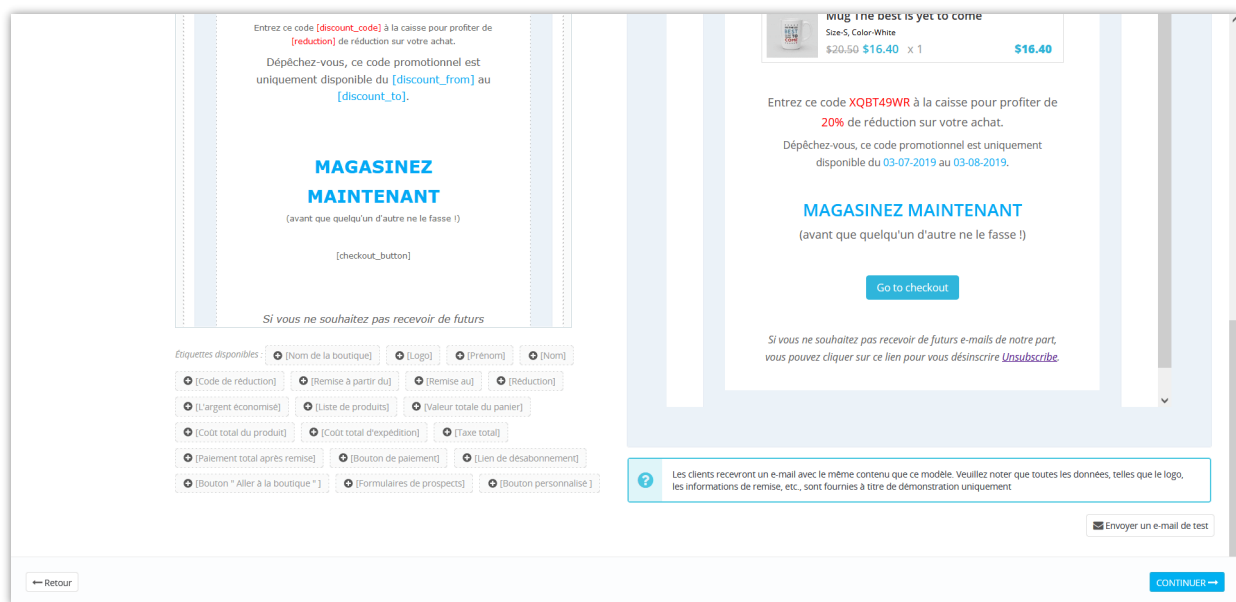 Entrez ce code [discount_code] à la caisse pour profiter de
[reduction] de réduction sur votre achat.
Dépêchez-vous, ce code promotionnel est
uniquement disponible du [discount_from] au
[discount_to].
MAGASINEZ
MAINTENANT
(avant que quelqu'un d'autre ne le fasse !)
[checkout_button]
Si vous ne souhaitez pas recevoir de futurs
Étiquettes disponibles : [Nom de la boutique] [Logo] [Prénom] [Nom]
[Code de réduction] [Remise à partir du] [Remise au] [Réduction]
[L'argent économisé] [Liste de produits] [Valeur totale du panier]
[Coût total du produit] [Coût total d'expédition] [Taxe total]
[Paiement total après remise] [Bouton de paiement] [Lien de désabonnement]
[Bouton " Aller à la boutique " ] [Formulaires de prospects] [Bouton personnalisé ]
Mug The best is yet to come
Size-S, Color-White
$20.50 $16.40 x 1 $16.40
Entrez ce code XQBT49WR à la caisse pour profiter de
20% de réduction sur votre achat.
Dépêchez-vous, ce code promotionnel est uniquement
disponible du 03-07-2019 au 03-08-2019.
MAGASINEZ MAINTENANT
(avant que quelqu'un d'autre ne le fasse !)
Go to checkout
Si vous ne souhaitez pas recevoir de futurs e-mails de notre part,
vous pouvez cliquer sur ce lien pour vous désinscrire Unsubscribe.
Les clients recevront un e-mail avec le même contenu que ce modèle. Veuillez noter que toutes les données, telles que le logo,
les informations de remise, etc., sont fournies à titre de démonstration uniquement
Envoyer un e-mail de test
Retour
CONTINUER